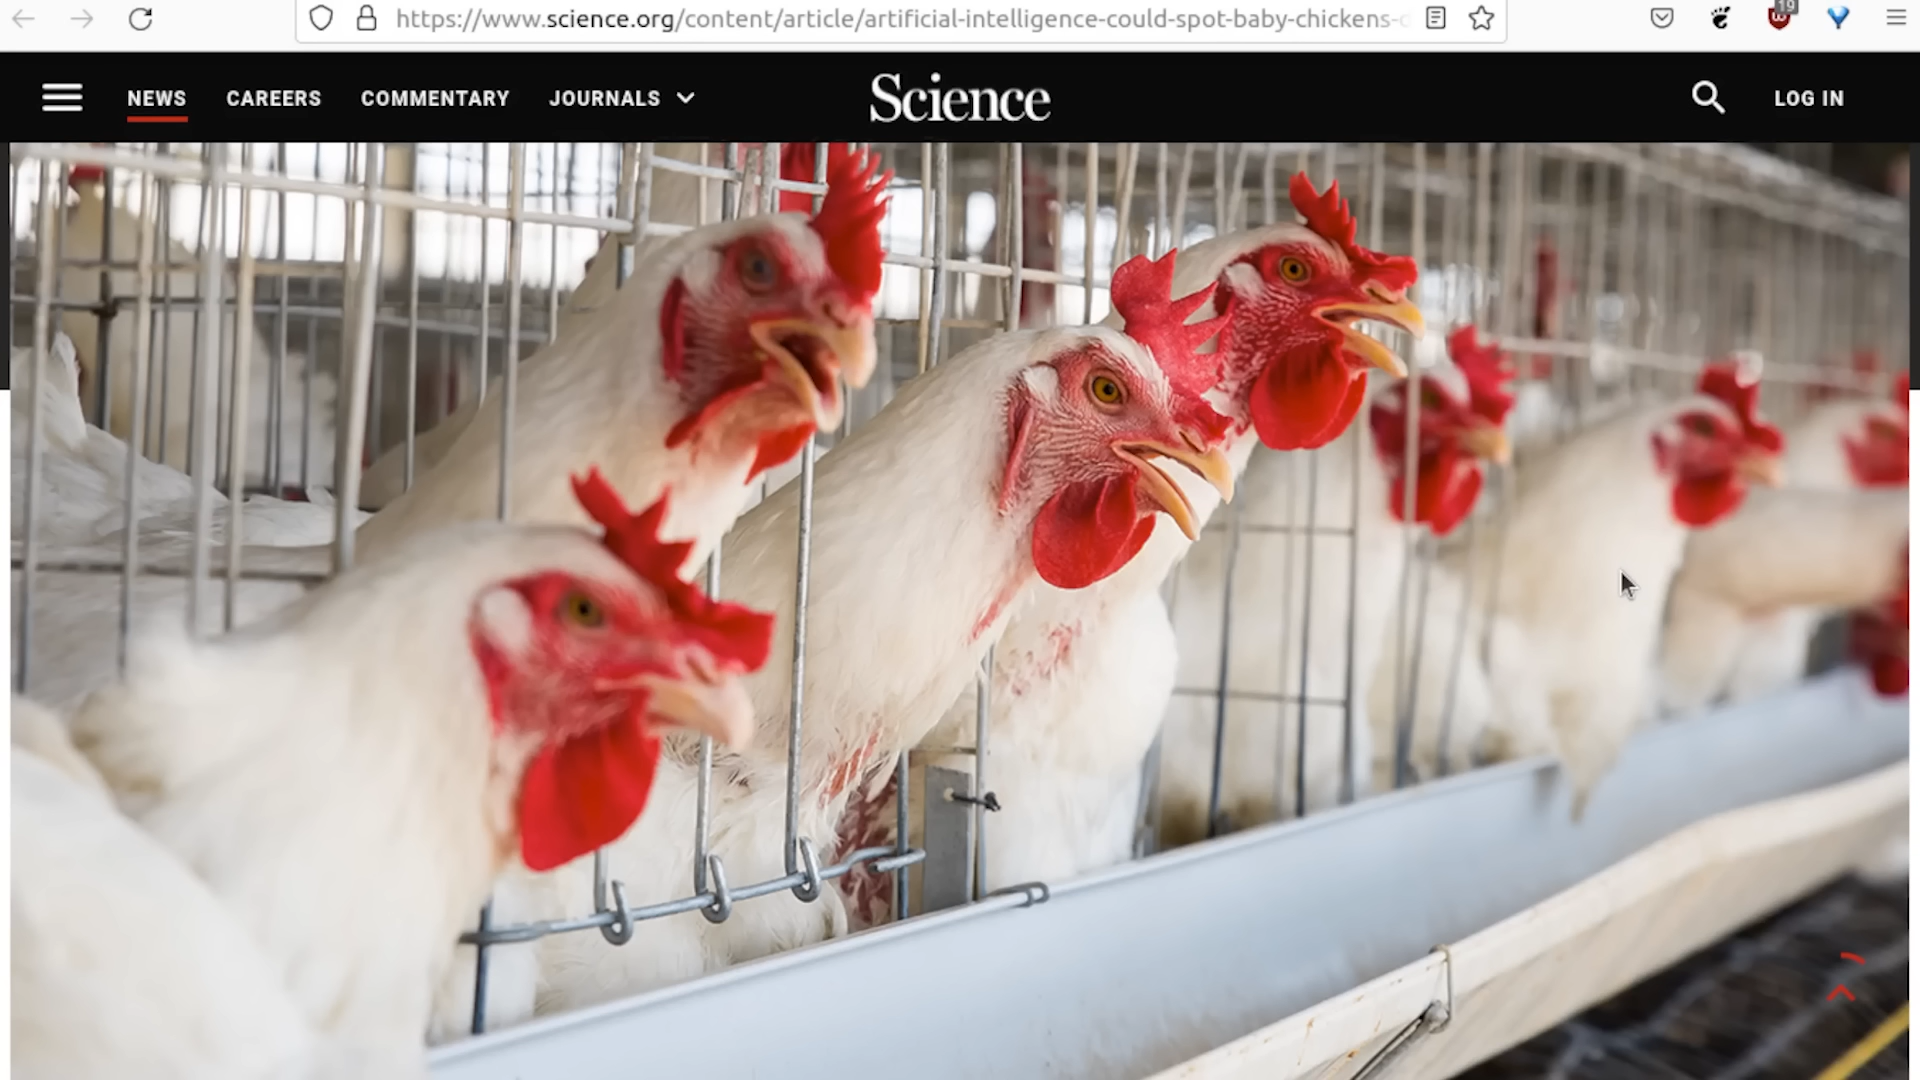 https://www.science.org/content/article/artificial-intelligence-could-spot-baby-chickens-
19
NEWS
CAREERS
COMMENTARY
JOURNALS
Science
LOG IN